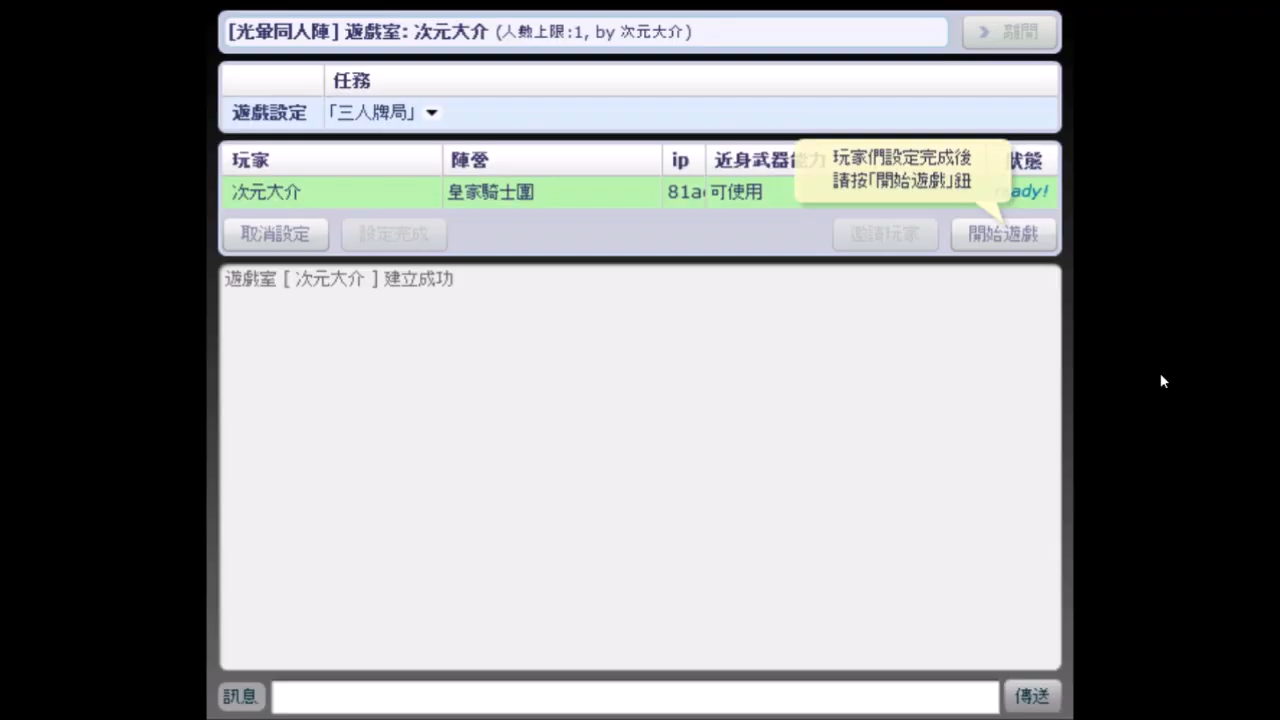 [光暈同人陣] 遊戲室: 次元大介 (人數上限:1, by 次元大介)
離開
任務
遊戲設定 「三人牌局」
玩家 陣營 ip 近身武器能力 狀態
玩家們設定完成後
請按「開始遊戲」鈕
次元大介 皇家騎士團 81a 可使用 ready!
取消設定 設定完成 邀請玩家 開始遊戲
遊戲室 [ 次元大介 ] 建立成功
訊息 傳送